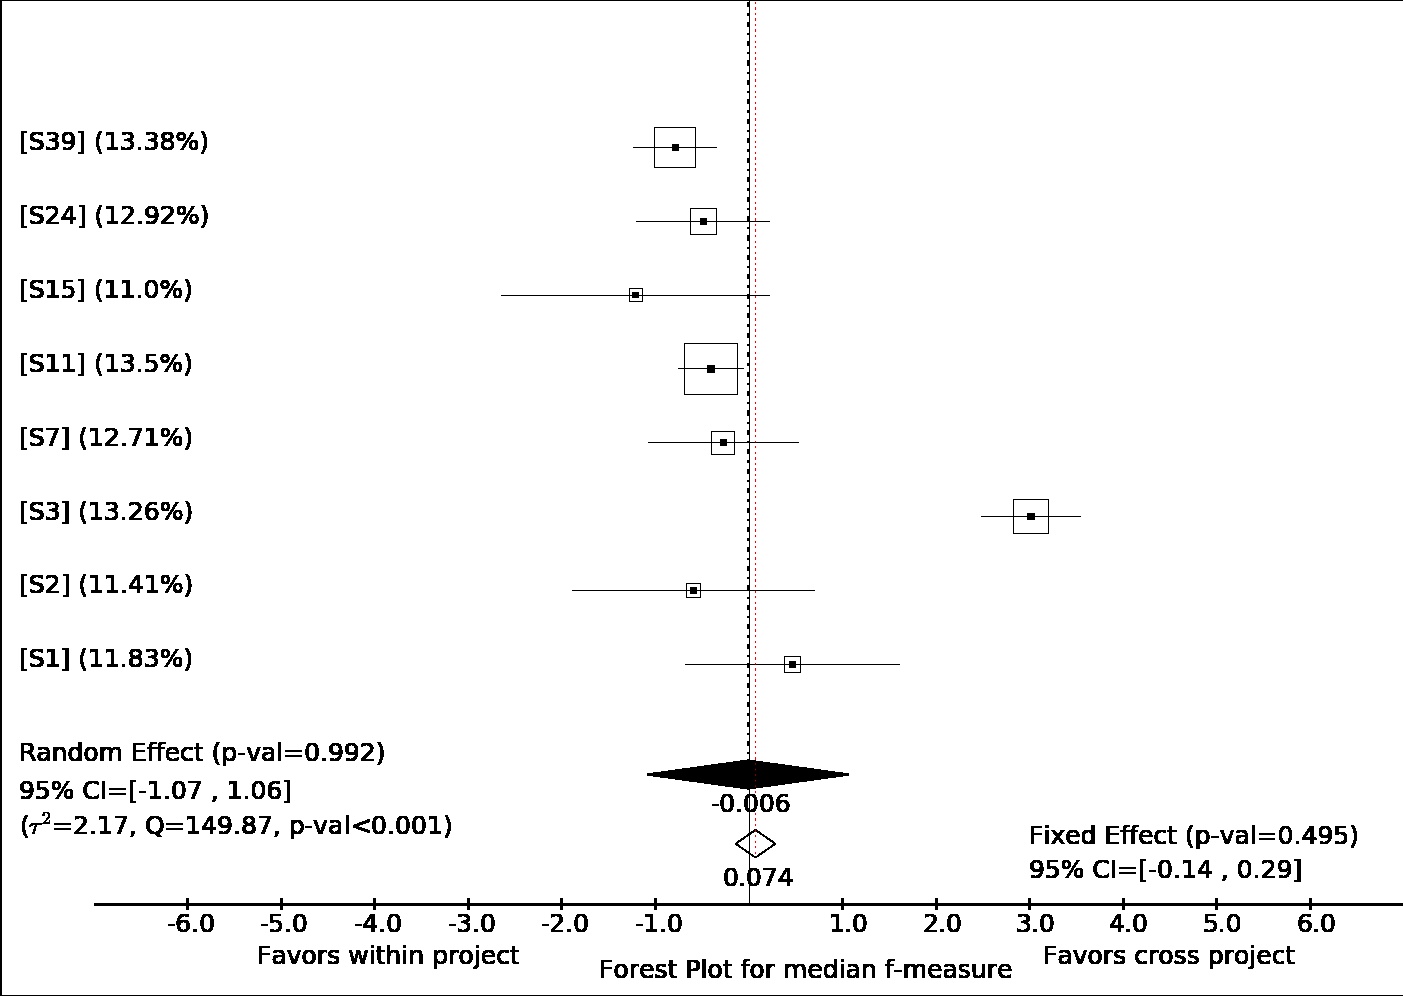 [S39] (13.38%)
[S24] (12.92%)
[S15] (11.0%)
[S11] (13.5%)
[S7] (12.71%)
[S3] (13.26%)
[S2] (11.41%)
[S1] (11.83%)
Random Effect (p-val=0.992)
95% CI=[-1.07 , 1.06]
-0.006
(τ²=2.17, Q=149.87, p-val<0.001)
Fixed Effect (p-val=0.495)
95% CI=[-0.14 , 0.29]
0.074
-6.0 -5.0 -4.0 -3.0 -2.0 -1.0 1.0 2.0 3.0 4.0 5.0 6.0
Favors within project
Favors cross project
Forest Plot for median f-measure